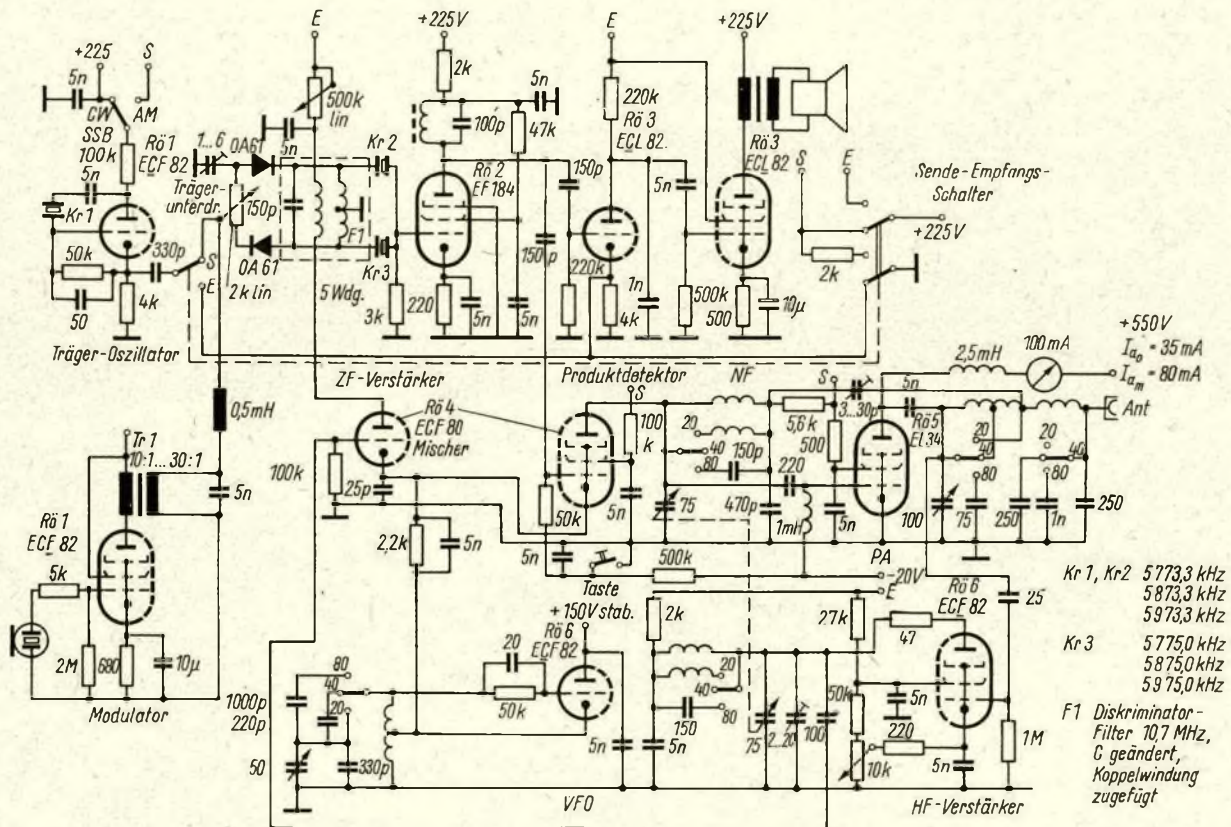 E
+225V
E
+225V
+225
S
5n
CW
AM
SSB
100k
5n
Kr 1
50k
50
4k
330p
Rö 1
ECF 82
1...6
OA61
Träger-
unterdr.
150p
OA 61
2k lin
S
E
5n
500k
lin
F1
5 Wdg.
Kr 2
Kr 3
3k
2k
100p
47k
5n
Rö 2
EF 184
220
5n
5n
150p
150p
220k
Rö 3
ECL 82.
220k
4k
1n
5n
500k
500
10µ
Rö 3
ECL 82
S
E
Sende-Empfangs-
Schalter
+225V
2k
Träger-Oszillator
ZF-Verstärker
Produktdetektor
NF
0,5mH
Tr 1
10:1...30:1
5n
Rö 1
ECF 82
5k
2M
680
10µ
Modulator
Rö 4
ECF 80
Mischer
100k
25p
2,2k
5n
50k
S
100
k
5n
5n
Taste
20
40
80
150p
75
470p
220
1mH
5,6k
500
S
3...30p
5n
5n
Rö 5
EL34
2,5mH
100mA
+550V
Iao = 35mA
Iam = 80mA
Ant
100
20
40
80
75
250
20
40
80
1n
250
PA
500k
-20V
E
+150V stab.
Rö 6
ECF 82
20
50k
80
40
20
1000p
220p
50
330p
5n
VFO
2k
20
40
80
150
5n
75
2...20
100
27k
50k
10k
47
5n
220
5n
Rö 6
ECF 82
25
1M
HF-Verstärker
Kr 1, Kr2 5773,3 kHz
5873,3 kHz
5973,3 kHz
Kr 3 5775,0 kHz
5875,0 kHz
5975,0 kHz
F1 Diskriminator-
Filter 10,7 MHz,
C geändert,
Koppelwindung
zugefügt